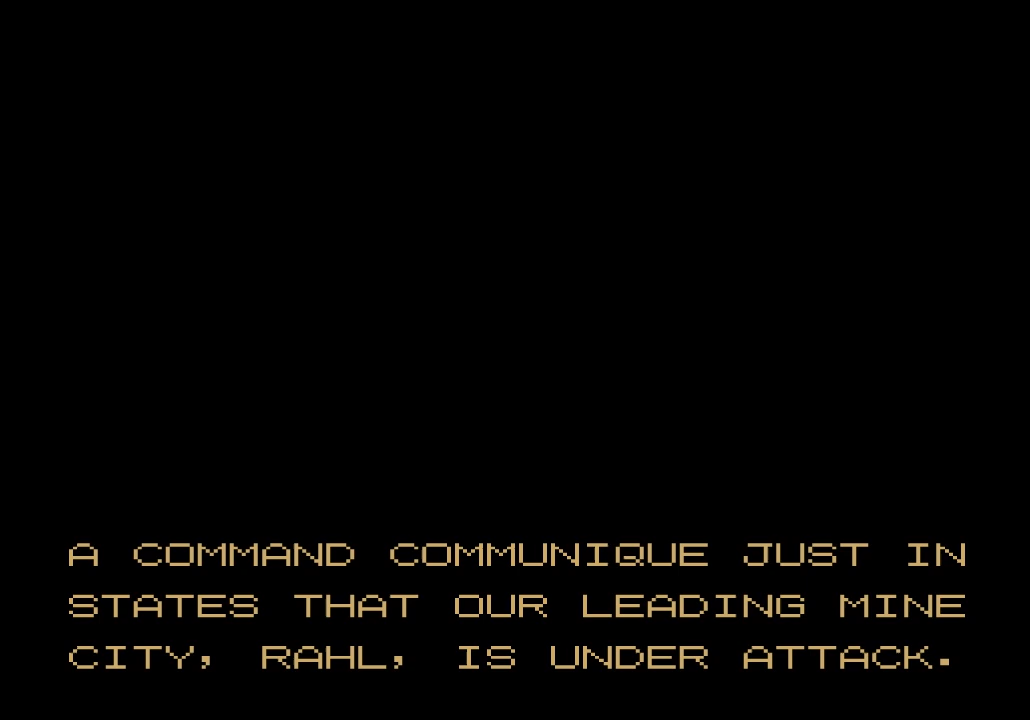 A COMMAND COMMUNIQUE JUST IN
STATES THAT OUR LEADING MINE
CITY, RAHL, IS UNDER ATTACK.